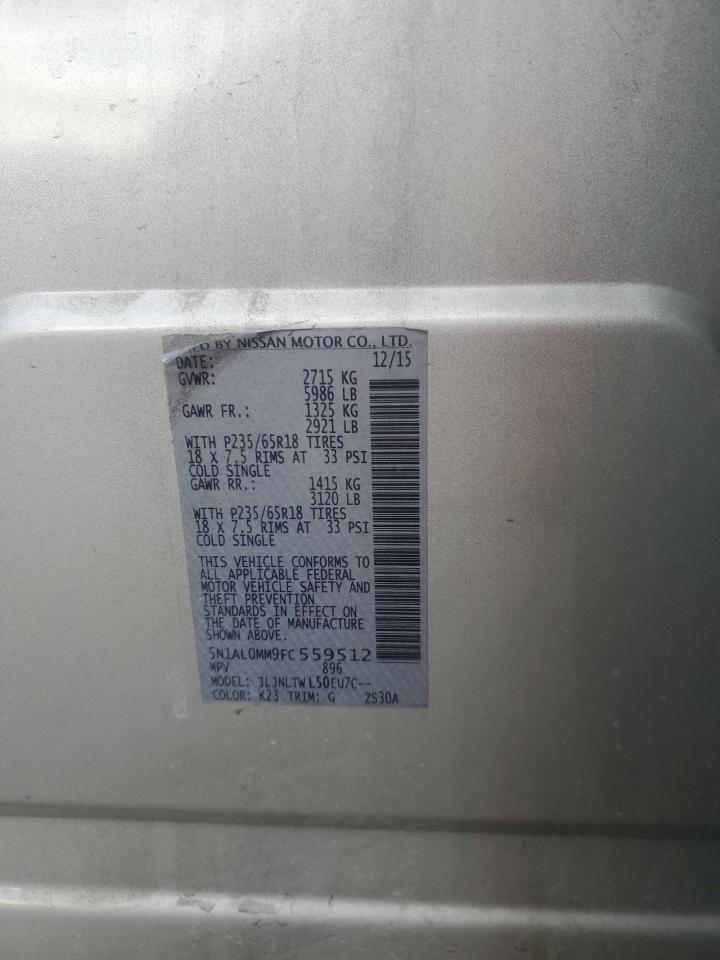 BY NISSAN MOTOR CO., LTD.
DATE: 12/15
GVWR: 2715 KG
5986 LB
GAWR FR.: 1325 KG
2921 LB
WITH P235/65R18 TIRES
18 X 7.5 RIMS AT 33 PSI
COLD SINGLE
GAWR RR.: 1415 KG
3120 LB
WITH P235/65R18 TIRES
18 X 7.5 RIMS AT 33 PSI
COLD SINGLE
THIS VEHICLE CONFORMS TO
ALL APPLICABLE FEDERAL
MOTOR VEHICLE SAFETY AND
THEFT PREVENTION
STANDARDS IN EFFECT ON
THE DATE OF MANUFACTURE
SHOWN ABOVE.
5N1AL0MM9FC559512
MPV 896
MODEL: JLJNLTWL50EU7C--
COLOR: K23 TRIM: G ZS30A